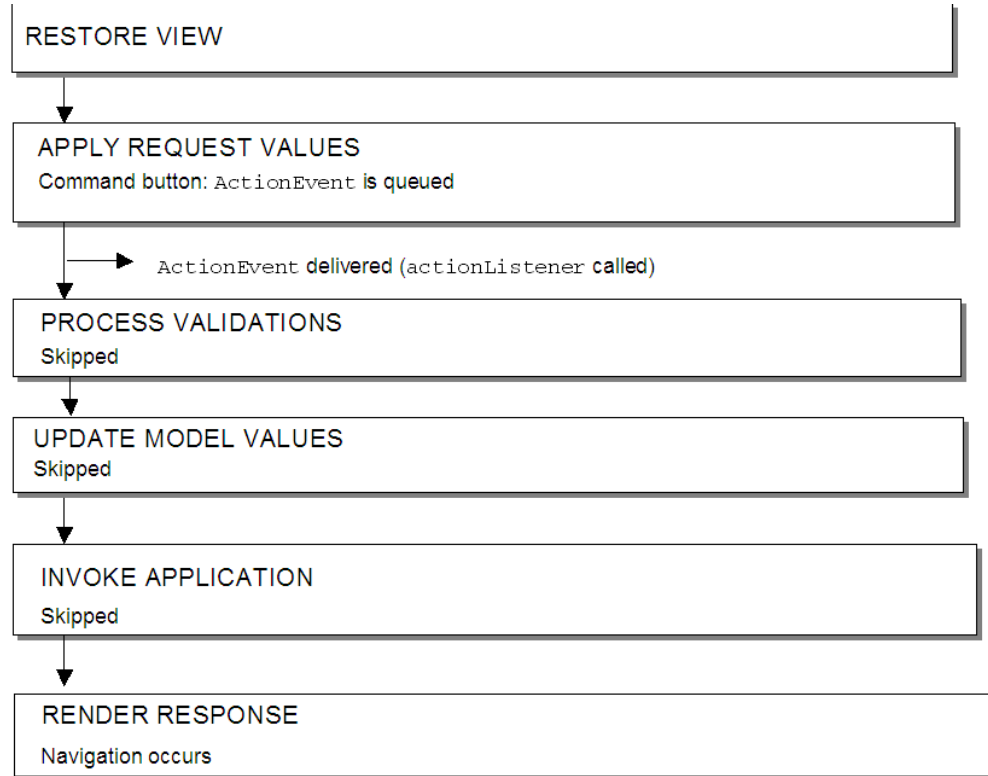 RESTORE VIEW
APPLY REQUEST VALUES
Command button: ActionEvent is queued
ActionEvent delivered (actionListener called)
PROCESS VALIDATIONS
Skipped
UPDATE MODEL VALUES
Skipped
INVOKE APPLICATION
Skipped
RENDER RESPONSE
Navigation occurs